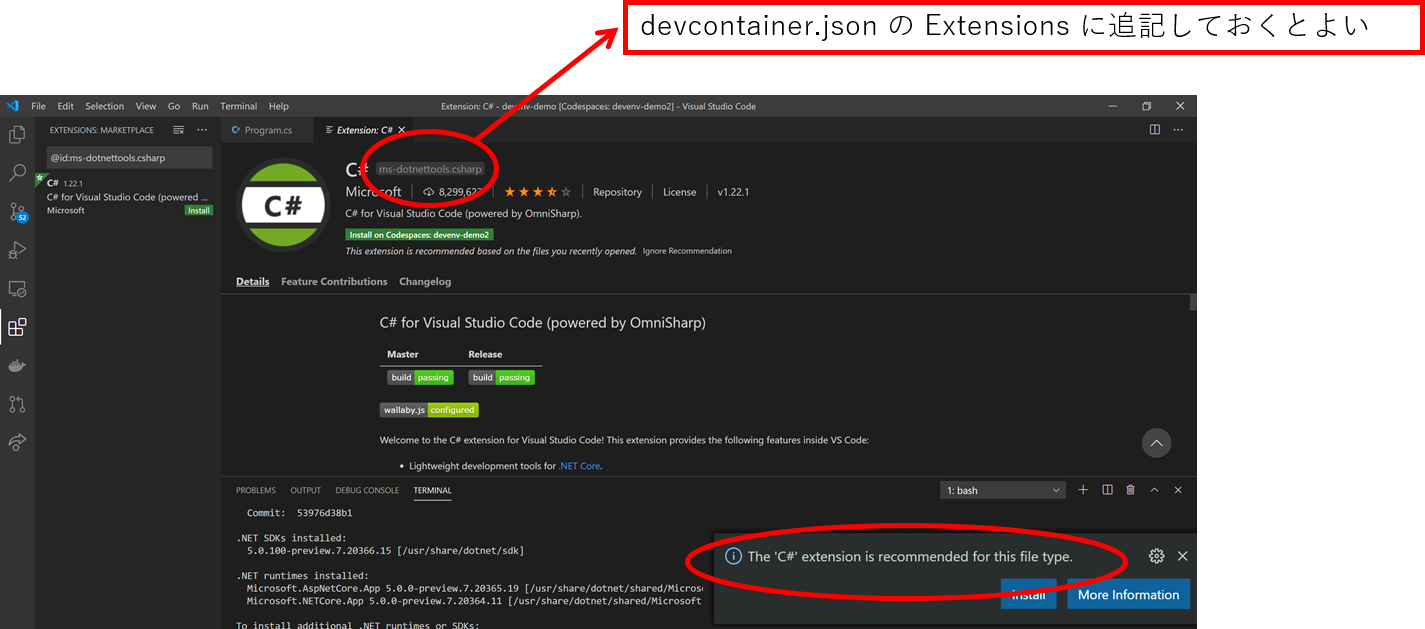 devcontainer.json の Extensions に追記しておくとよい
File Edit Selection View Go Run Terminal Help
Extension: C# - devenv-demo [Codespaces: devenv-demo2] - Visual Studio Code
EXTENSIONS: MARKETPLACE
Program.cs
Extension: C#
@id:ms-dotnettools.csharp
C# 1.22.1
C# for Visual Studio Code (powered ...
Microsoft
Install
52
C#
C# ms-dotnettools.csharp
Microsoft
Repository
License
v1.22.1
C# for Visual Studio Code (powered by OmniSharp).
Install on Codespaces: devenv-demo2
This extension is recommended based on the files you recently opened. Ignore Recommendation
Details Feature Contributions Changelog
C# for Visual Studio Code (powered by OmniSharp)
Master Release
build passing build passing
wallaby.js configured
Welcome to the C# extension for Visual Studio Code! This extension provides the following features inside VS Code:
• Lightweight development tools for .NET Core.
PROBLEMS OUTPUT DEBUG CONSOLE TERMINAL
1: bash
Commit: 53976d38b1
.NET SDKs installed:
5.0.100-preview.7.20366.15 [/usr/share/dotnet/sdk]
.NET runtimes installed:
Microsoft.AspNetCore.App 5.0.0-preview.7.20365.19 [/usr/share/dotnet/shared/Micros
Microsoft.NETCore.App 5.0.0-preview.7.20364.11 [/usr/share/dotnet/shared/Microsoft
To install additional .NET runtimes or SDKs:
The 'C#' extension is recommended for this file type.
Install
More Information